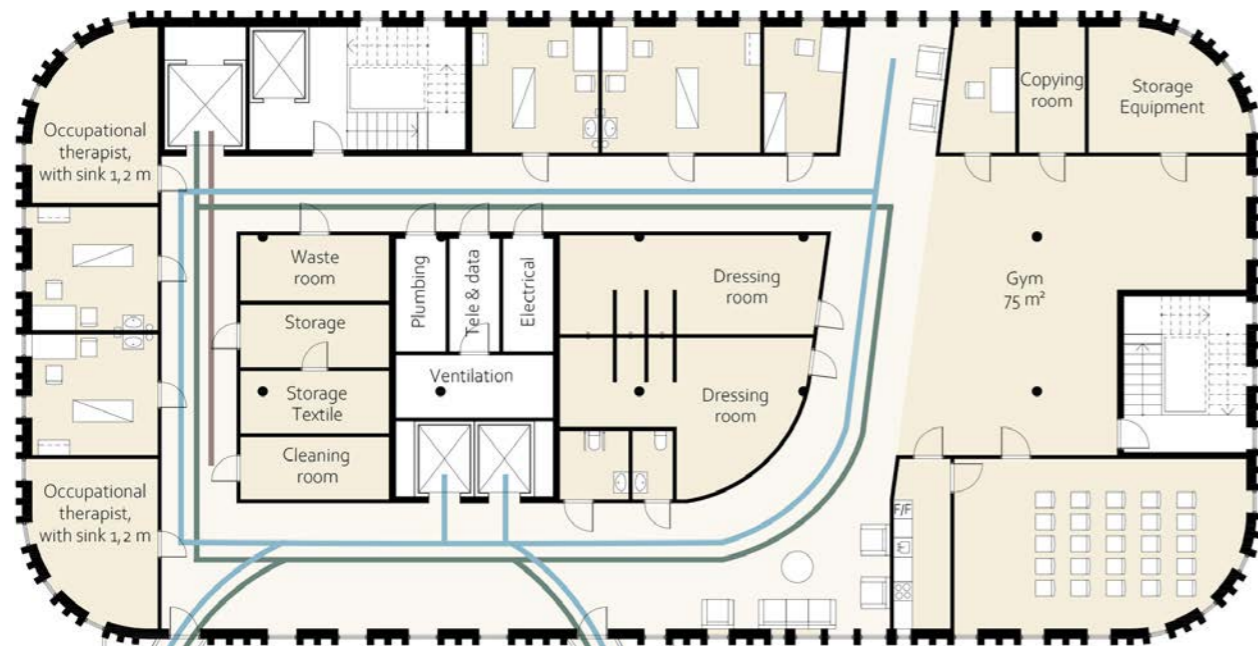 Occupational
therapist,
with sink 1,2 m
Copying
room
Storage
Equipment
Waste
room
Plumbing
Tele & data
Electrical
Dressing
room
Gym
75 m²
Storage
Ventilation
Storage
Textile
Dressing
room
Cleaning
room
Occupational
therapist,
with sink 1,2 m
F/F